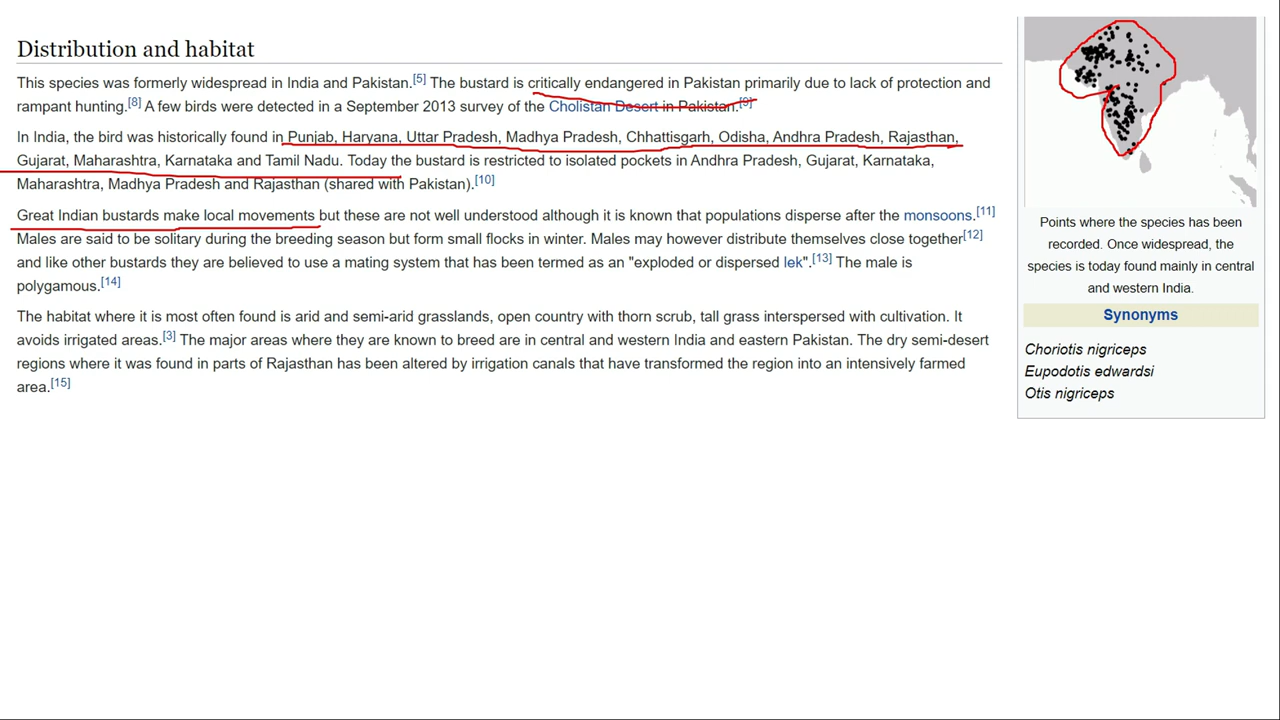 Distribution and habitat
This species was formerly widespread in India and Pakistan.[5] The bustard is critically endangered in Pakistan primarily due to lack of protection and
rampant hunting.[8] A few birds were detected in a September 2013 survey of the Cholistan Desert in Pakistan.[9]
In India, the bird was historically found in Punjab, Haryana, Uttar Pradesh, Madhya Pradesh, Chhattisgarh, Odisha, Andhra Pradesh, Rajasthan,
Gujarat, Maharashtra, Karnataka and Tamil Nadu. Today the bustard is restricted to isolated pockets in Andhra Pradesh, Gujarat, Karnataka,
Maharashtra, Madhya Pradesh and Rajasthan (shared with Pakistan).[10]
Great Indian bustards make local movements but these are not well understood although it is known that populations disperse after the monsoons.[11]
Males are said to be solitary during the breeding season but form small flocks in winter. Males may however distribute themselves close together[12]
and like other bustards they are believed to use a mating system that has been termed as an "exploded or dispersed lek".[13] The male is
polygamous.[14]
The habitat where it is most often found is arid and semi-arid grasslands, open country with thorn scrub, tall grass interspersed with cultivation. It
avoids irrigated areas.[3] The major areas where they are known to breed are in central and western India and eastern Pakistan. The dry semi-desert
regions where it was found in parts of Rajasthan has been altered by irrigation canals that have transformed the region into an intensively farmed
area.[15]
Points where the species has been
recorded. Once widespread, the
species is today found mainly in central
and western India.
Synonyms
Choriotis nigriceps
Eupodotis edwardsi
Otis nigriceps